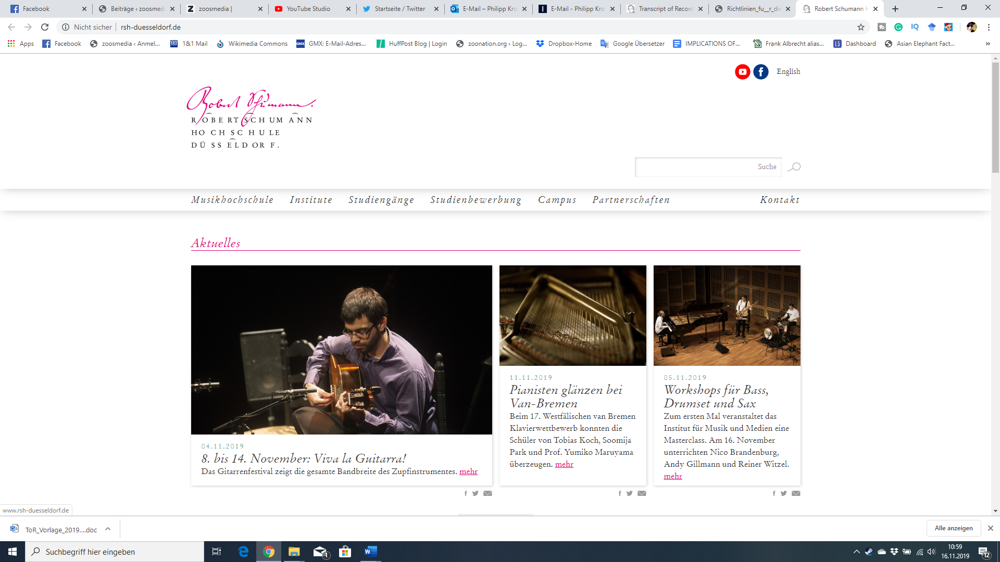 Facebook
Beiträge ‹ zoosmedi
zoosmedia |
YouTube Studio
Startseite / Twitter
E-Mail – Philipp Kro
E-Mail - Philipp Kro
Transcript of Record
Richtlinien_fu__r_die
Robert Schumann H
Nicht sicher
rsh-duesseldorf.de
Apps
Facebook
zoosmedia ‹ Anmel...
1&1 Mail
Wikimedia Commons
GMX: E-Mail-Adres...
HuffPost Blog | Login
zoonation.org › Log...
Dropbox-Home
Google Übersetzer
IMPLICATIONS OF...
Frank Albrecht alias...
Dashboard
Asian Elephant Fact...
»
English
Robert Schumann.
ROBERT SCHUMANN
HOCHSCHULE
DÜSSELDORF.
Suche
Musikhochschule
Institute
Studiengänge
Studienbewerbung
Campus
Partnerschaften
Kontakt
Aktuelles
04.11.2019
8. bis 14. November: Viva la Guitarra!
Das Gitarrenfestival zeigt die gesamte Bandbreite des Zupfinstrumentes. mehr
11.11.2019
Pianisten glänzen bei
Van-Bremen
Beim 17. Westfälischen van Bremen
Klavierwettbewerb konnten die
Schüler von Tobias Koch, Soomija
Park und Prof. Yumiko Maruyama
überzeugen. mehr
05.11.2019
Workshops für Bass,
Drumset und Sax
Zum ersten Mal veranstaltet das
Institut für Musik und Medien eine
Masterclass. Am 16. November
unterrichten Nico Brandenburg,
Andy Gillmann und Reiner Witzel.
mehr
www.rsh-duesseldorf.de
ToR_Vorlage_2019....doc
Alle anzeigen
Suchbegriff hier eingeben
1
10:59
16.11.2019
12